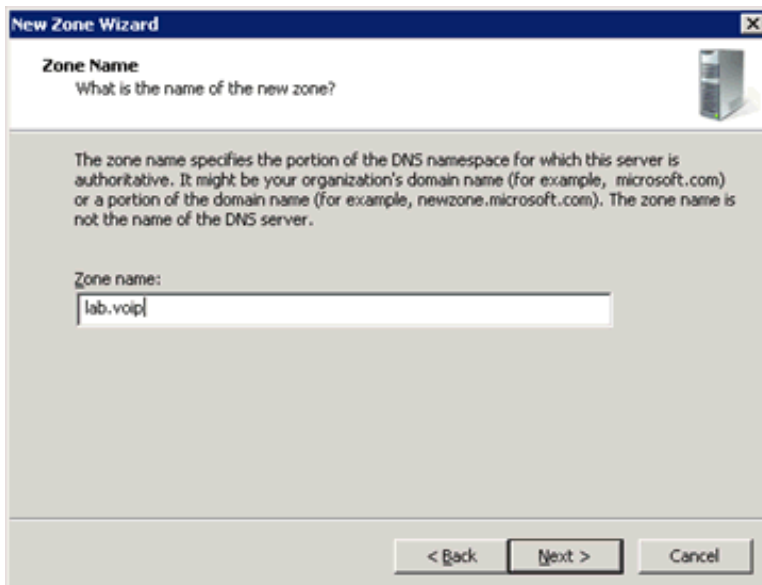 New Zone Wizard
Zone Name
What is the name of the new zone?
The zone name specifies the portion of the DNS namespace for which this server is
authoritative. It might be your organization's domain name (for example, microsoft.com)
or a portion of the domain name (for example, newzone.microsoft.com). The zone name is
not the name of the DNS server.
Zone name:
lab.voip
< Back
Next >
Cancel